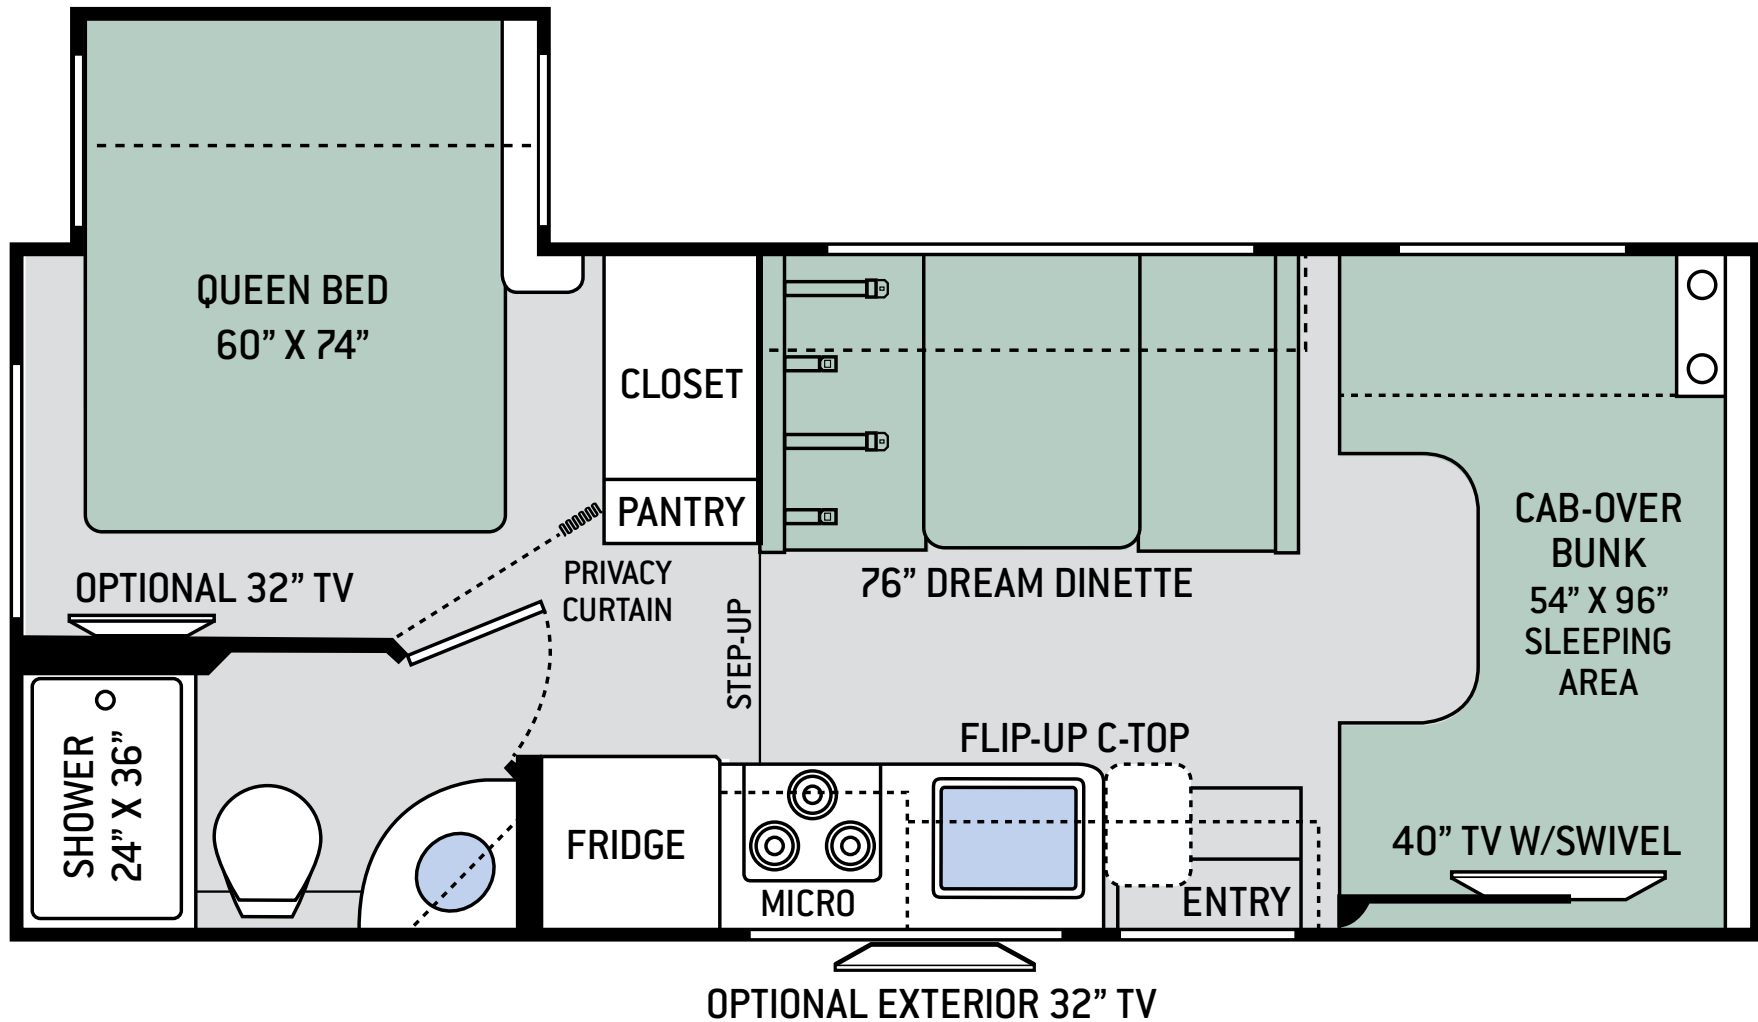 QUEEN BED
60” X 74”
CLOSET
PANTRY
PRIVACY
CURTAIN
OPTIONAL 32” TV
STEP-UP
76” DREAM DINETTE
CAB-OVER
BUNK
54” X 96”
SLEEPING
AREA
FLIP-UP C-TOP
SHOWER
24” X 36”
FRIDGE
MICRO
ENTRY
40” TV W/SWIVEL
OPTIONAL EXTERIOR 32” TV